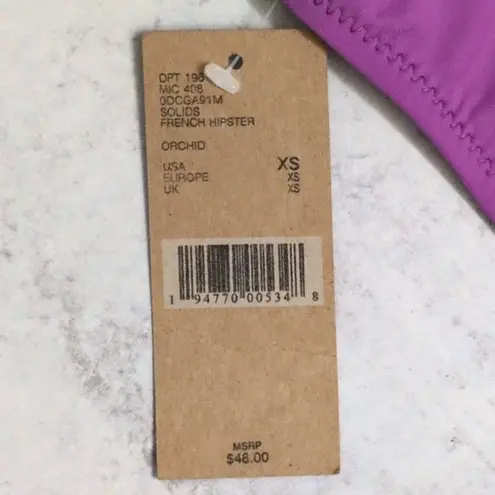 DPT 196
MIC 406
0DCGA91M
SOLIDS
FRENCH HIPSTER
ORCHID
USA XS
EUROPE XS
UK XS
1 94770 00534 8
MSRP
$48.00